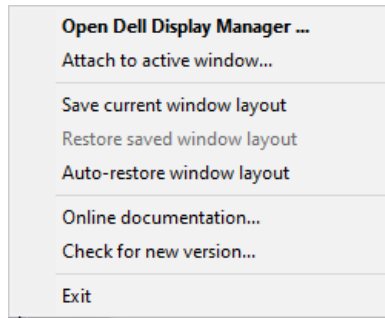 Open Dell Display Manager ...
Attach to active window...
Save current window layout
Restore saved window layout
Auto-restore window layout
Online documentation...
Check for new version...
Exit